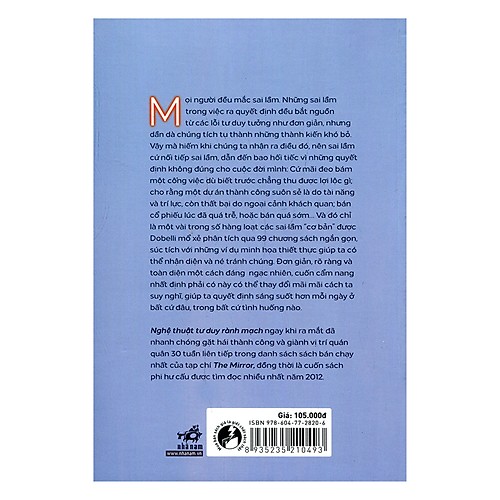 Mọi người đều mắc sai lầm. Những sai lầm
trong việc ra quyết định đều bắt nguồn
từ các lỗi tư duy tưởng như đơn giản, nhưng
dần dà chúng tích tụ thành những thành kiến khó bỏ.
Vậy mà hiếm khi chúng ta nhận ra điều đó, nên sai lầm
cứ nối tiếp sai lầm, dẫn đến bao hối tiếc vì những quyết
định không đúng cho cuộc đời mình: Cứ mãi đeo bám
một công việc dù biết trước chẳng thu được lợi lộc gì;
cho rằng một dự án thành công suôn sẻ là do tài năng
và trí lực, còn thất bại do ngoại cảnh khách quan; bán
cổ phiếu lúc đã quá trễ, hoặc bán quá sớm... Và đó chỉ
là một vài trong số hàng loạt các sai lầm "cơ bản" được
Dobelli mổ xẻ phân tích qua 99 chương sách ngắn gọn,
súc tích với những ví dụ minh họa thiết thực giúp ta có
thể nhận diện và né tránh chúng. Đơn giản, rõ ràng và
toàn diện một cách đáng ngạc nhiên, cuốn cẩm nang
nhất định phải có này có thể thay đổi mãi mãi cách ta
suy nghĩ, giúp ta quyết định sáng suốt hơn mỗi ngày ở
bất cứ đâu, trong bất cứ tình huống nào.
Nghệ thuật tư duy rành mạch ngay khi ra mắt đã
nhanh chóng gặt hái thành công và giành vị trí quán
quân 30 tuần liên tiếp trong danh sách sách bán chạy
nhất của tạp chí The Mirror, đồng thời là cuốn sách
phi hư cấu được tìm đọc nhiều nhất năm 2012.
Giá: 105.000đ
ISBN 978-604-77-2820-6
8 935235 210493
nhã nam
www.nhanam.vn